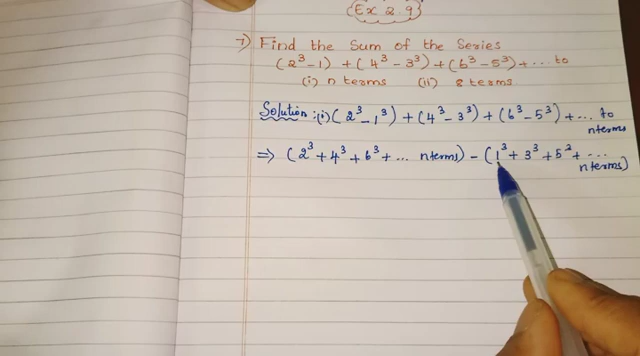 Ex 2.9
7) Find the Sum of the Series
(2³-1) + (4³-3³) + (6³-5³) + ... to
(i) n terms (ii) 8 terms
Solution: (i) (2³-1³) + (4³-3³) + (6³-5³) + ... to
n terms
⇒ (2³+4³+6³+... n terms) - (1³+3³+5³+...
n terms)